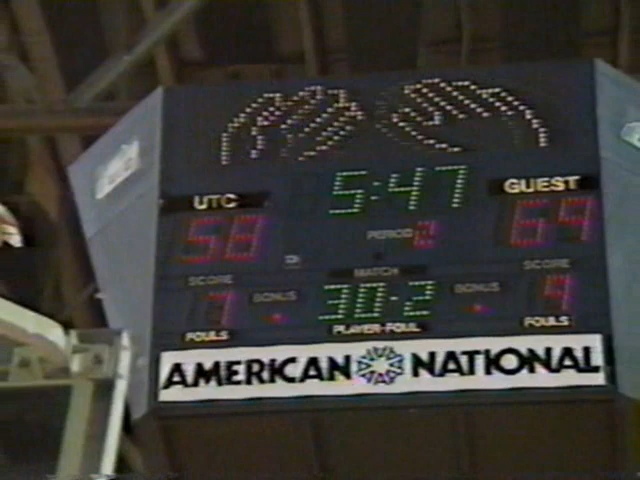 5:47
UTC GUEST
58 PERIOD 2 64
SCORE MATCH SCORE
7 BONUS 30-2 BONUS 4
FOULS PLAYER-FOUL FOULS
AMERICAN NATIONAL